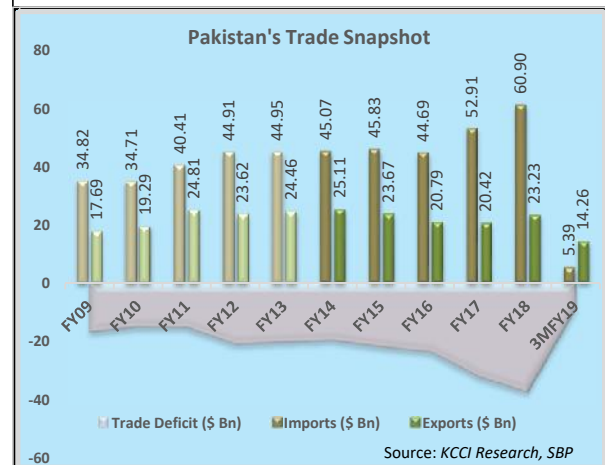 Pakistan's Trade Snapshot
80
60
40
20
0
-20
-40
-60
34.82
17.69
34.71
19.29
40.41
24.81
44.91
23.62
44.95
24.46
45.07
25.11
45.83
23.67
44.69
20.79
52.91
20.42
60.90
23.23
5.39
14.26
FY09
FY10
FY11
FY12
FY13
FY14
FY15
FY16
FY17
FY18
3MFY19
Trade Deficit ($ Bn) Imports ($ Bn) Exports ($ Bn)
Source: KCCI Research, SBP